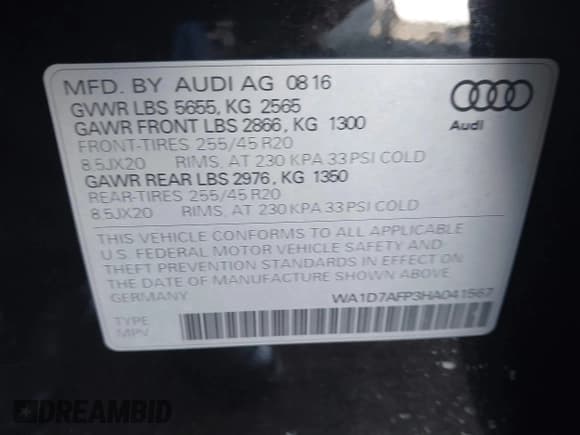 MFD. BY AUDI AG 0816
GVWR LBS 5655, KG 2565
GAWR FRONT LBS 2866, KG 1300
FRONT-TIRES 255/45 R20
8.5JX20 RIMS, AT 230 KPA 33 PSI COLD
GAWR REAR LBS 2976, KG 1350
REAR-TIRES 255/45 R20
8.5JX20 RIMS, AT 230 KPA 33 PSI COLD
Audi
THIS VEHICLE CONFORMS TO ALL APPLICABLE
U.S. FEDERAL MOTOR VEHICLE SAFETY AND
THEFT PREVENTION STANDARDS IN EFFECT ON
THE DATE OF MANUFACTURE SHOWN ABOVE.
GERMANY
WA1D7AFP3HA041567
TYPE
MPV
DREAMBID